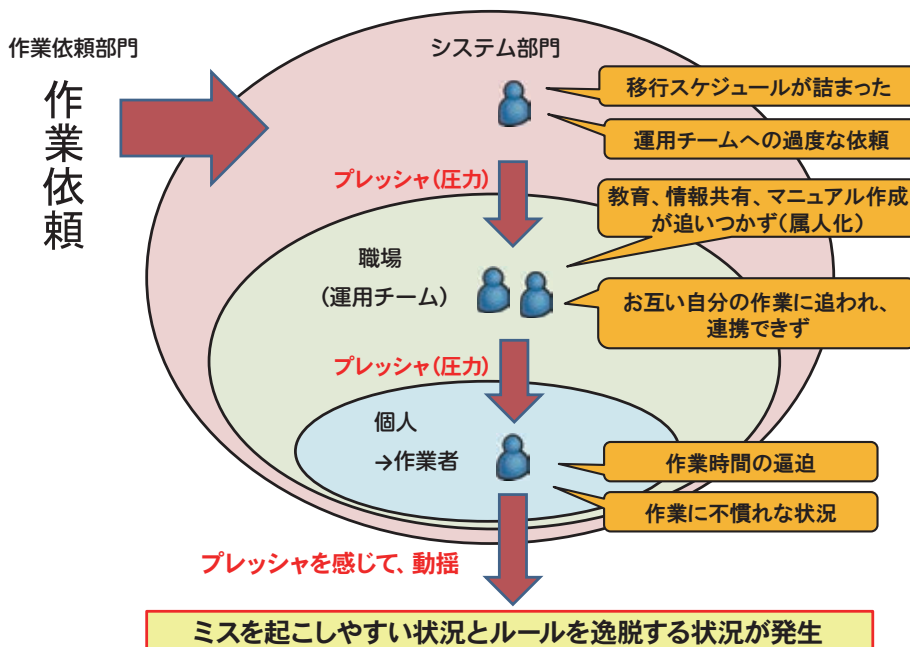 作業依頼部門
作業依頼
システム部門
移行スケジュールが詰まった
運用チームへの過度な依頼
プレッシャ(圧力)
教育、情報共有、マニュアル作成
が追いつかず(属人化)
職場
(運用チーム)
お互い自分の作業に追われ、
連携できず
プレッシャ(圧力)
個人
→作業者
作業時間の逼迫
作業に不慣れな状況
プレッシャを感じて、動揺
ミスを起こしやすい状況とルールを逸脱する状況が発生